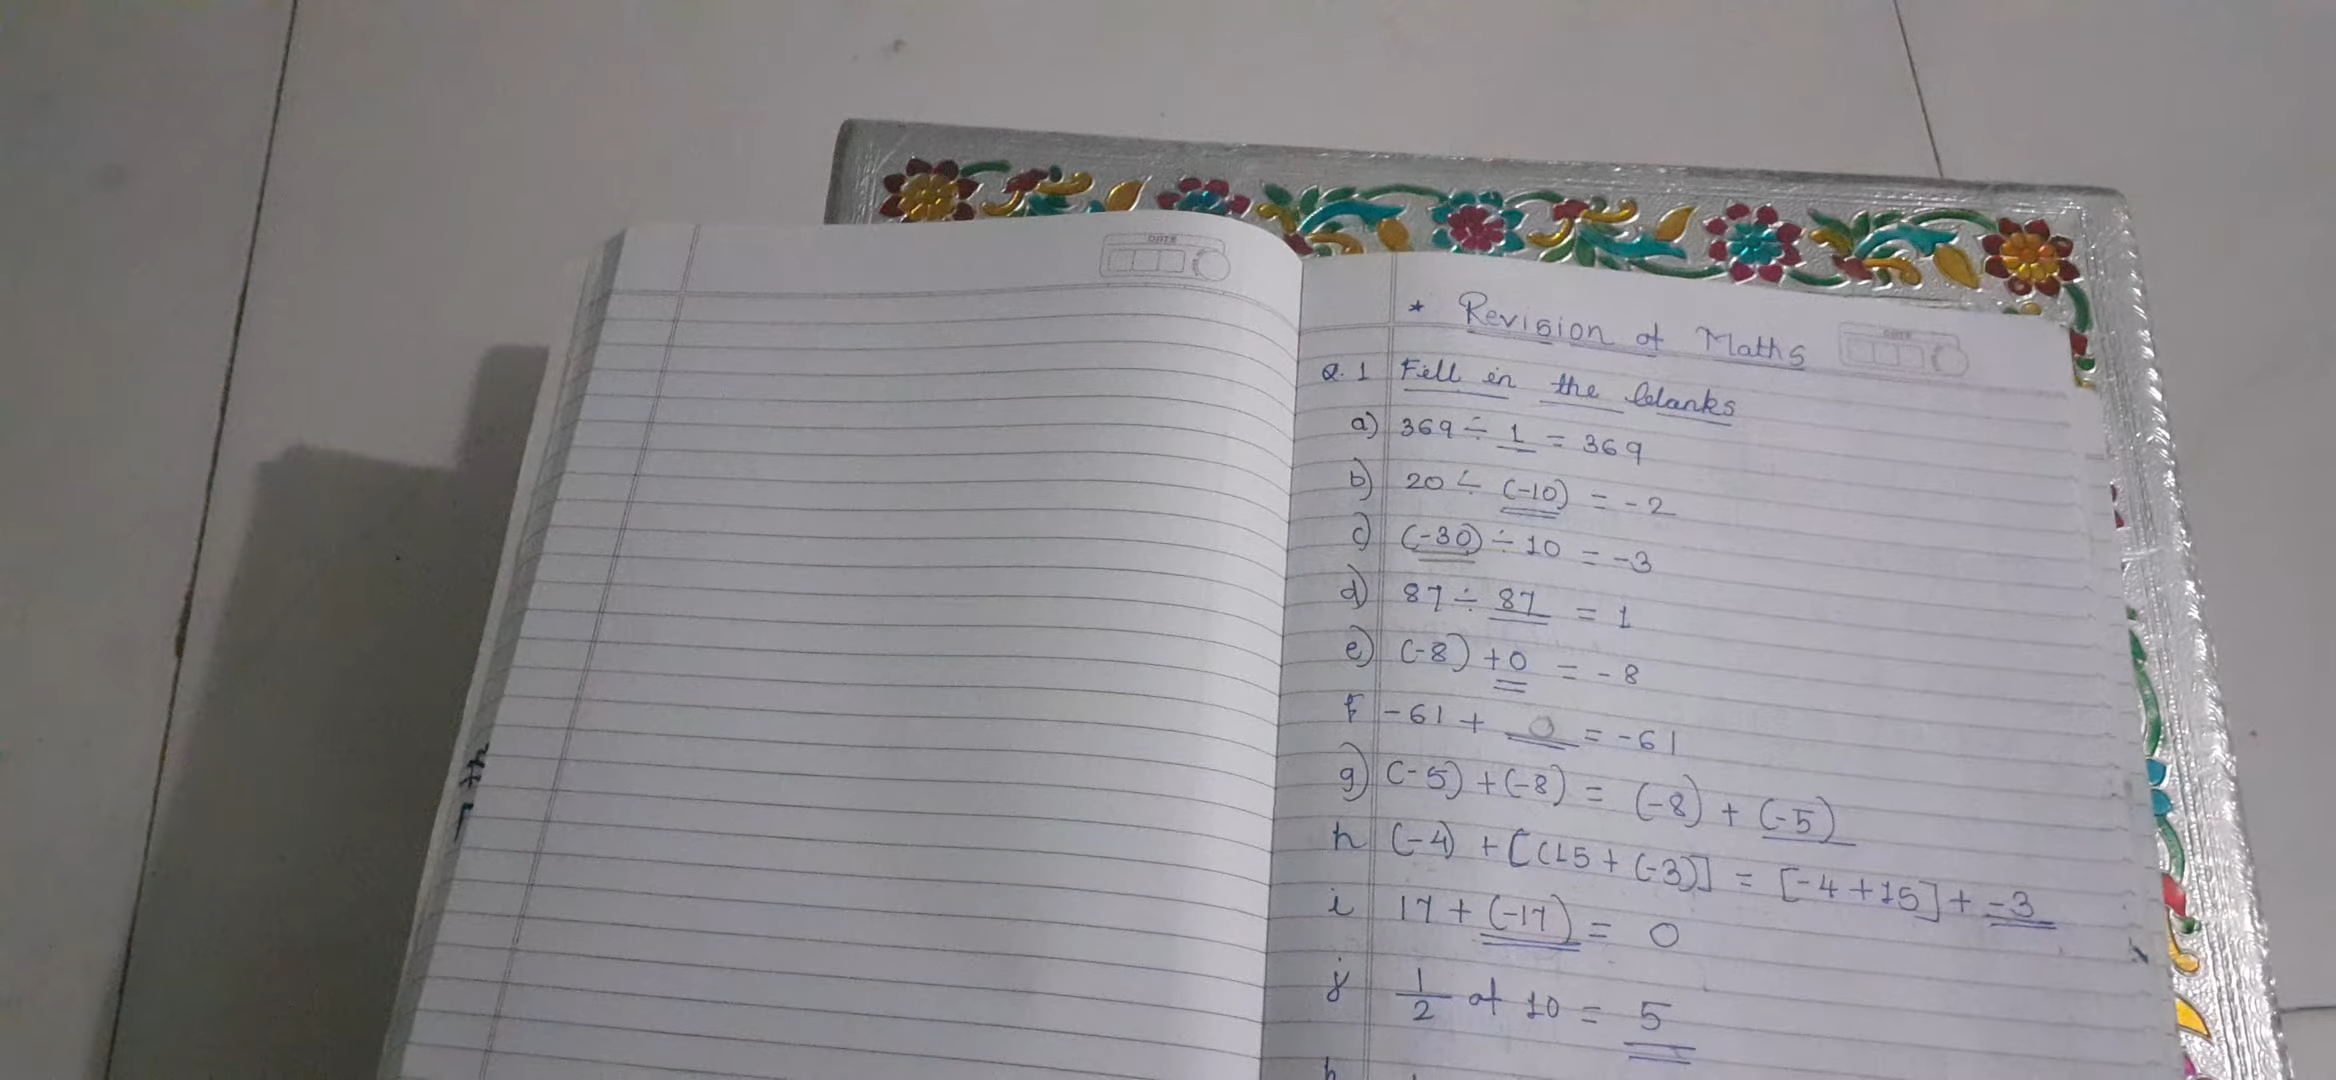 DATE
* Revision of Maths
DATE
Q.1 Fill in the blanks
a) 369 ÷ 1 = 369
b) 20 ÷ (-10) = -2
c) (-30) ÷ 10 = -3
d) 87 ÷ 87 = 1
e) (-8) + 0 = -8
f -61 + 0 = -61
g) (-5) + (-8) = (-8) + (-5)
h (-4) + [(15 + (-3)] = [-4 + 15] + -3
i 17 + (-17) = 0
j 1/2 of 10 = 5